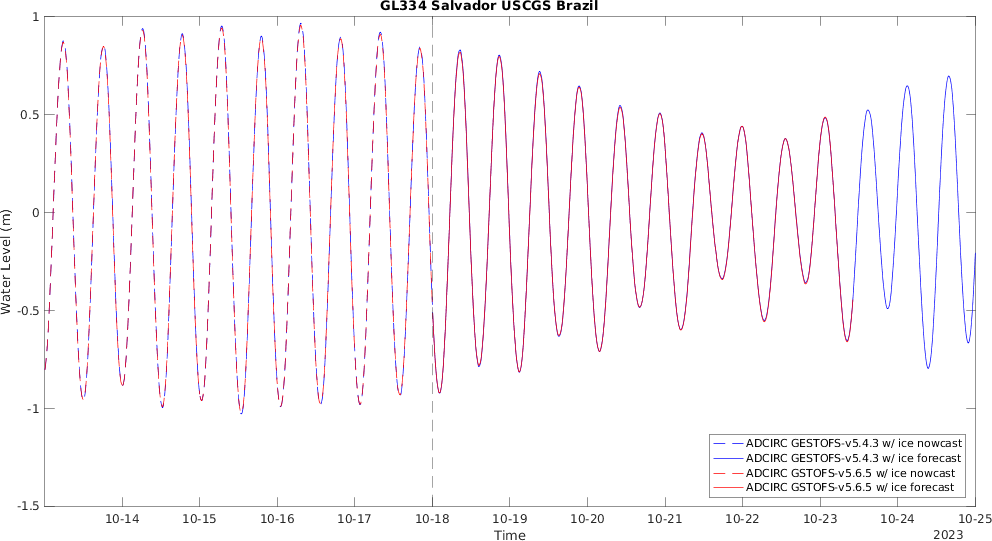 GL334 Salvador USCGS Brazil
1
0.5
0
-0.5
-1
-1.5
Water Level (m)
ADCIRC GESTOFS-v5.4.3 w/ ice nowcast
ADCIRC GESTOFS-v5.4.3 w/ ice forecast
ADCIRC GSTOFS-v5.6.5 w/ ice nowcast
ADCIRC GSTOFS-v5.6.5 w/ ice forecast
10-14 10-15 10-16 10-17 10-18 10-19 10-20 10-21 10-22 10-23 10-24 10-25
Time
2023